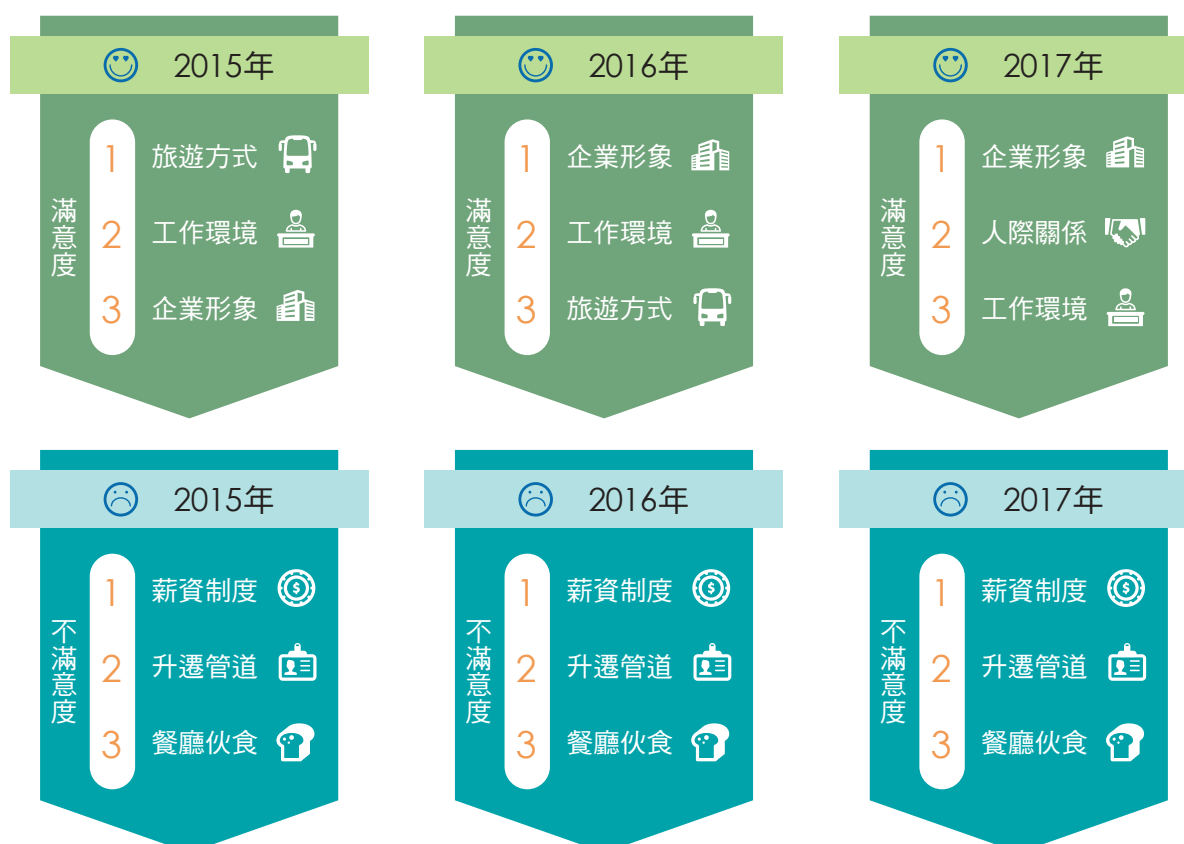 2015年
滿意度
1 旅遊方式
2 工作環境
3 企業形象
2016年
滿意度
1 企業形象
2 工作環境
3 旅遊方式
2017年
滿意度
1 企業形象
2 人際關係
3 工作環境
2015年
不滿意度
1 薪資制度
2 升遷管道
3 餐廳伙食
2016年
不滿意度
1 薪資制度
2 升遷管道
3 餐廳伙食
2017年
不滿意度
1 薪資制度
2 升遷管道
3 餐廳伙食